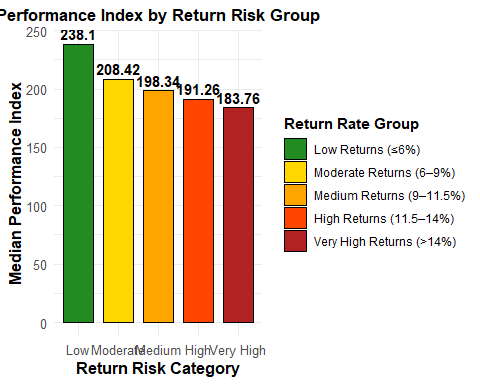 Performance Index by Return Risk Group
Median Performance Index
250
200
150
100
50
0
238.1
208.42
198.34
191.26
183.76
Low
Moderate
Medium
High
Very High
Return Risk Category
Return Rate Group
Low Returns (≤6%)
Moderate Returns (6–9%)
Medium Returns (9–11.5%)
High Returns (11.5–14%)
Very High Returns (>14%)